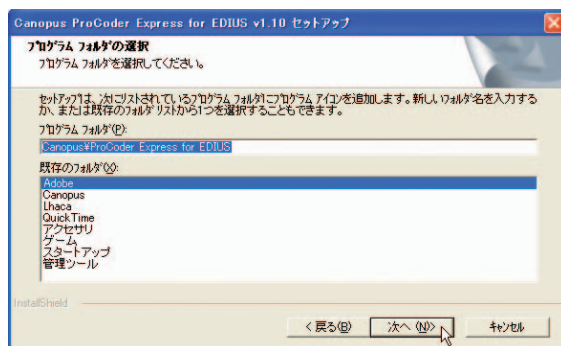 Canopus ProCoder Express for EDIUS v1.10 セットアップ
プログラム フォルダの選択
プログラム フォルダを選択してください。
セットアップは、次にリストされているプログラム フォルダにプログラム アイコンを追加します。新しいフォルダ名を入力する
か、または既存のフォルダ リストから1つを選択することもできます。
プログラム フォルダ(P):
Canopus¥ProCoder Express for EDIUS
既存のフォルダ(X):
Adobe
Canopus
Lhaca
QuickTime
アクセサリ
ゲーム
スタートアップ
管理ツール
InstallShield
< 戻る(B)
次へ (N)>
キャンセル